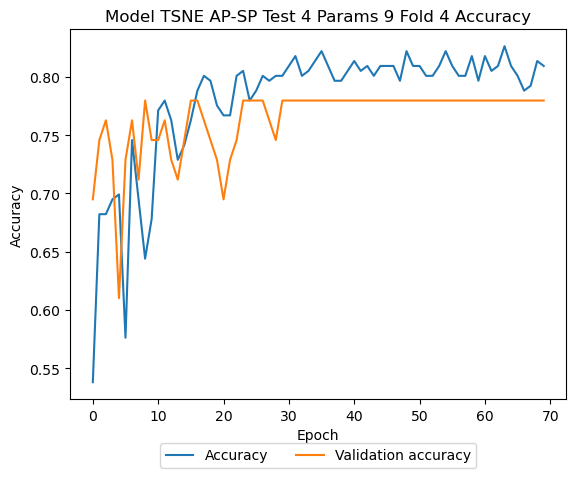 Model TSNE AP-SP Test 4 Params 9 Fold 4 Accuracy
Accuracy
0.80
0.75
0.70
0.65
0.60
0.55
0 10 20 30 40 50 60 70
Epoch
Accuracy Validation accuracy